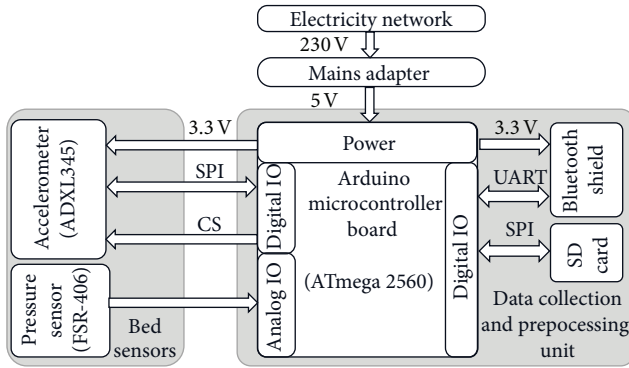 Electricity network
230 V
Mains adapter
5 V
3.3 V
Power
3.3 V
Accelerometer
(ADXL345)
SPI
CS
Digital IO
Arduino
microcontroller
board
(ATmega 2560)
Digital IO
UART
Bluetooth
shield
SPI
SD
card
Pressure
sensor
(FSR-406)
Analog IO
Bed
sensors
Data collection
and prepocessing
unit